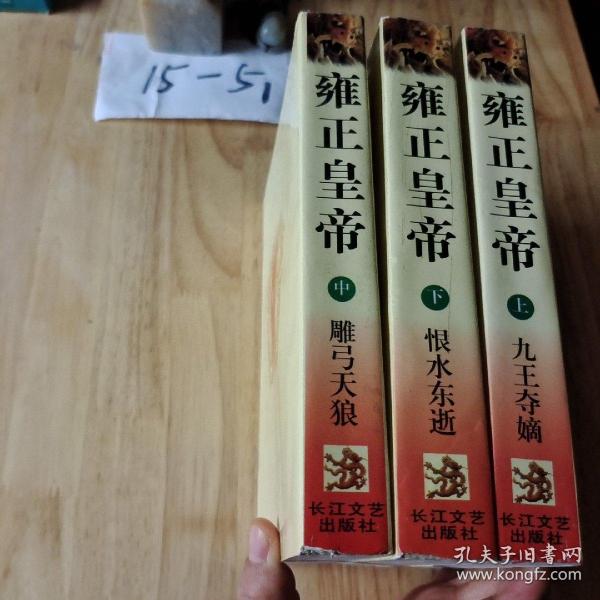 15-51
雍正皇帝
中
雕弓天狼
长江文艺
出版社
雍正皇帝
下
恨水东逝
长江文艺
出版社
雍正皇帝
上
九王夺嫡
长江文艺
出版社
孔夫子旧书网
www.kongfz.com